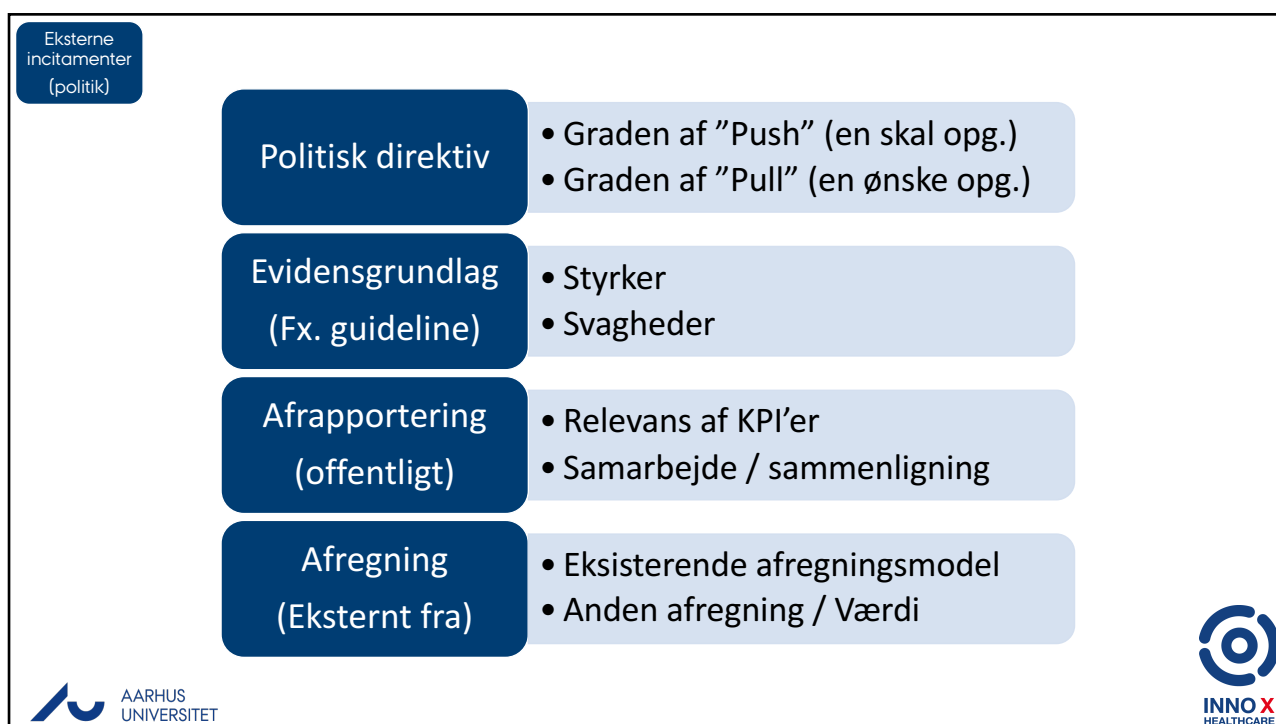 Eksterne
incitamenter
(politik)
Politisk direktiv
• Graden af ”Push” (en skal opg.)
• Graden af ”Pull” (en ønske opg.)
Evidensgrundlag
(Fx. guideline)
• Styrker
• Svagheder
Afrapportering
(offentligt)
• Relevans af KPI’er
• Samarbejde / sammenligning
Afregning
(Eksternt fra)
• Eksisterende afregningsmodel
• Anden afregning / Værdi
AARHUS
UNIVERSITET
INNO X
HEALTHCARE